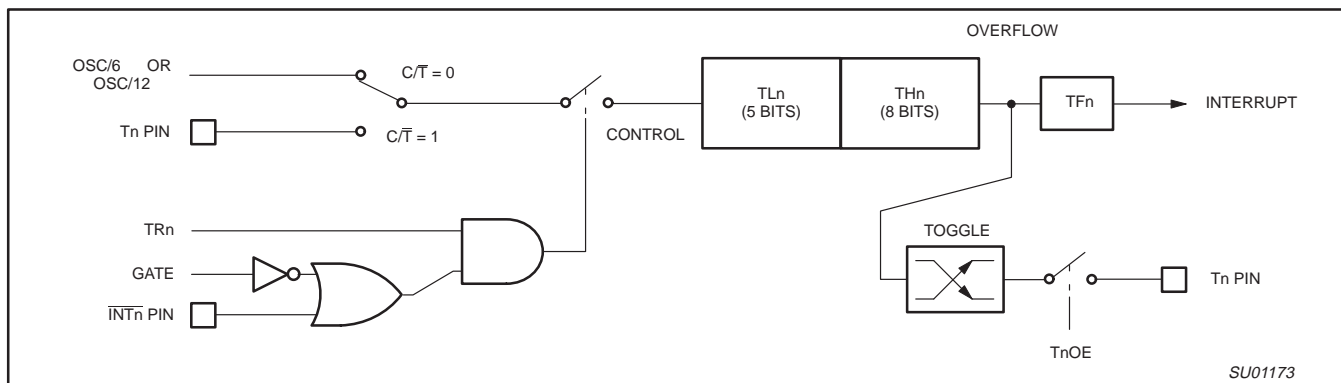 OVERFLOW
OSC/6 OR
OSC/12
C/T̅ = 0
TLn
(5 BITS)
THn
(8 BITS)
TFn
INTERRUPT
Tn PIN
C/T̅ = 1
CONTROL
TRn
TOGGLE
GATE
Tn PIN
I̅N̅T̅n̅ PIN
TnOE
SU01173